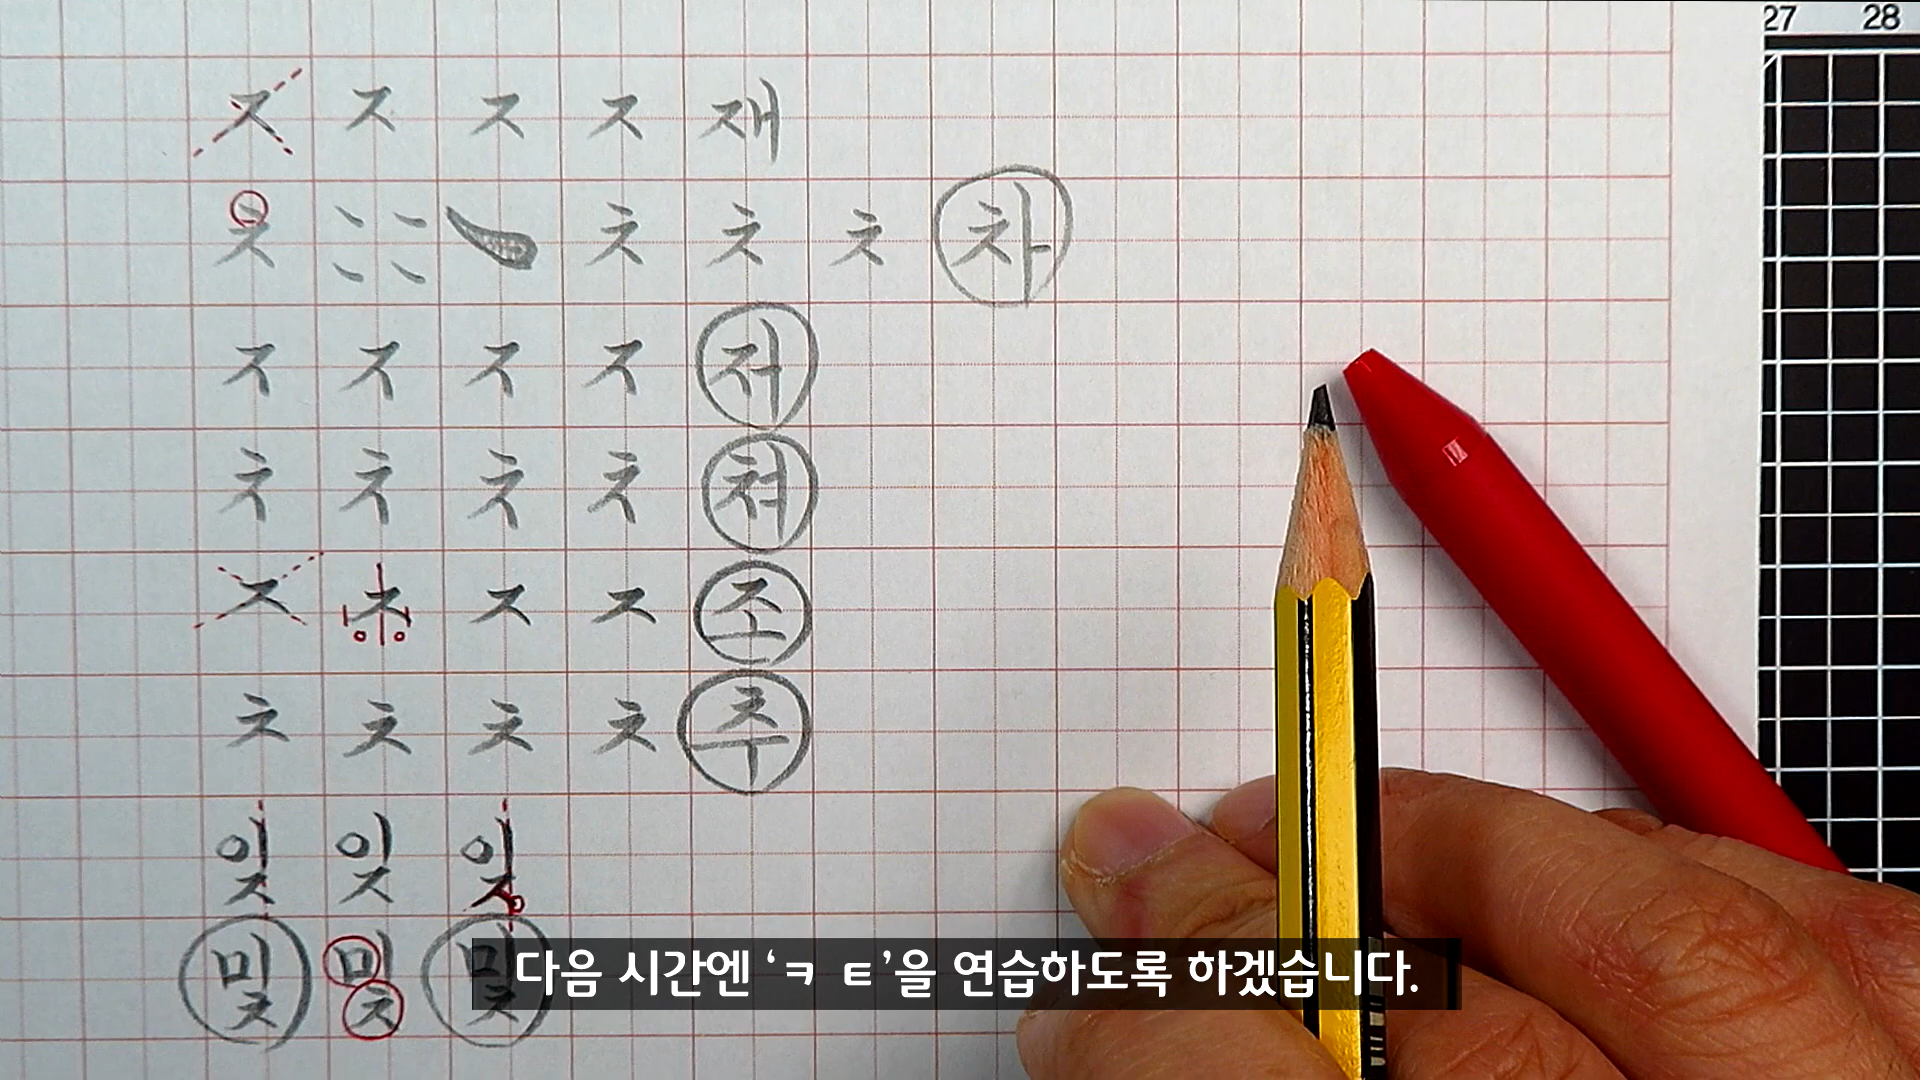 27 28
ㅈ ㅈ ㅈ ㅈ 재
ㅊ ㅊ ㅊ ㅊ 차
ㅈ ㅈ ㅈ ㅈ 저
ㅊ ㅊ ㅊ ㅊ 쳐
ㅈ ㅈ ㅈ ㅈ 조
ㅊ ㅊ ㅊ ㅊ 추
잊 잊 잊
및 및 및
다음 시간엔 ‘ㅋ ㅌ’을 연습하도록 하겠습니다.